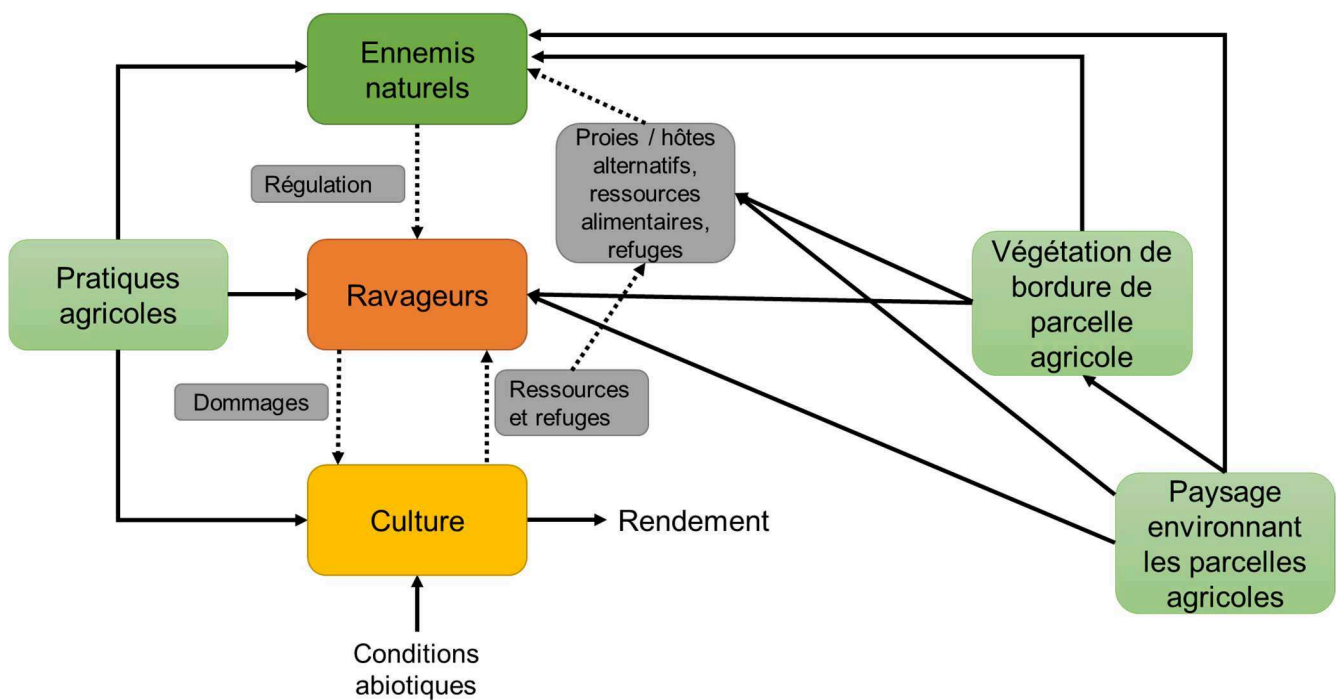 Ennemis
naturels
Proies / hôtes
alternatifs,
ressources
alimentaires,
refuges
Régulation
Pratiques
agricoles
Ravageurs
Végétation de
bordure de
parcelle
agricole
Dommages
Ressources
et refuges
Culture
Rendement
Paysage
environnant
les parcelles
agricoles
Conditions
abiotiques